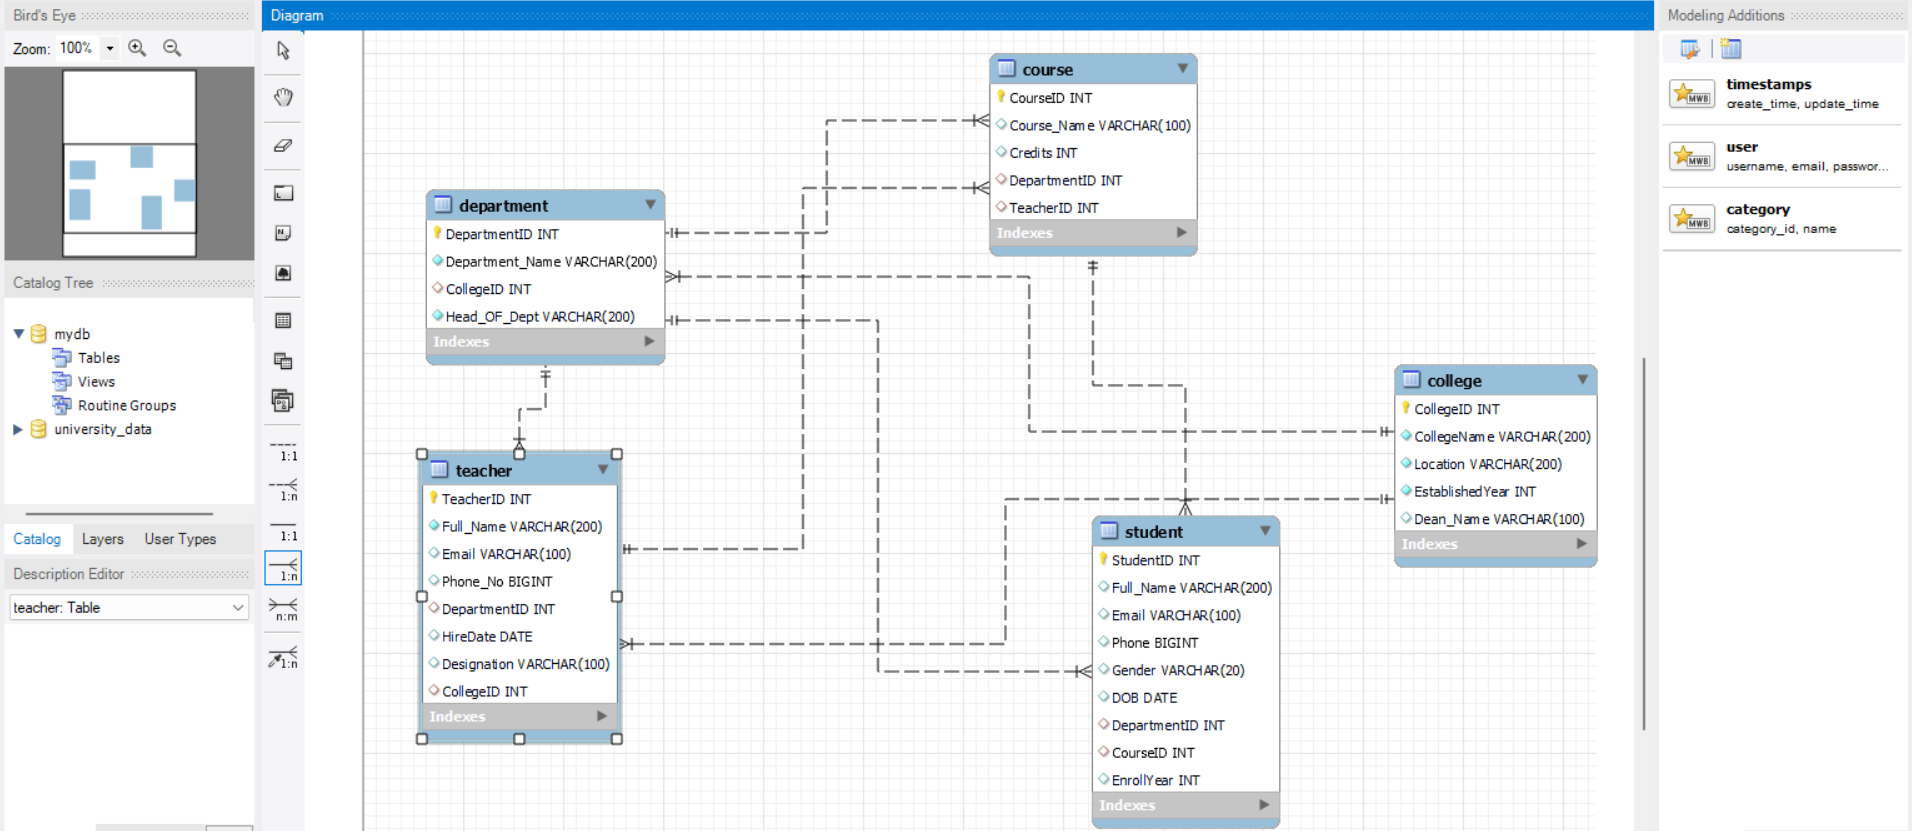 Bird's Eye
Zoom: 100%
Catalog Tree
mydb
Tables
Views
Routine Groups
university_data
Catalog Layers User Types
Description Editor
teacher: Table
Diagram
1:1
1:n
1:1
1:n
n:m
1:n
course
CourseID INT
Course_Name VARCHAR(100)
Credits INT
DepartmentID INT
TeacherID INT
Indexes
department
DepartmentID INT
Department_Name VARCHAR(200)
CollegeID INT
Head_OF_Dept VARCHAR(200)
Indexes
college
CollegeID INT
CollegeName VARCHAR(200)
Location VARCHAR(200)
EstablishedYear INT
Dean_Name VARCHAR(100)
Indexes
teacher
TeacherID INT
Full_Name VARCHAR(200)
Email VARCHAR(100)
Phone_No BIGINT
DepartmentID INT
HireDate DATE
Designation VARCHAR(100)
CollegeID INT
Indexes
student
StudentID INT
Full_Name VARCHAR(200)
Email VARCHAR(100)
Phone BIGINT
Gender VARCHAR(20)
DOB DATE
DepartmentID INT
CourseID INT
EnrollYear INT
Indexes
Modeling Additions
MWB
timestamps
create_time, update_time
MWB
user
username, email, passwor...
MWB
category
category_id, name